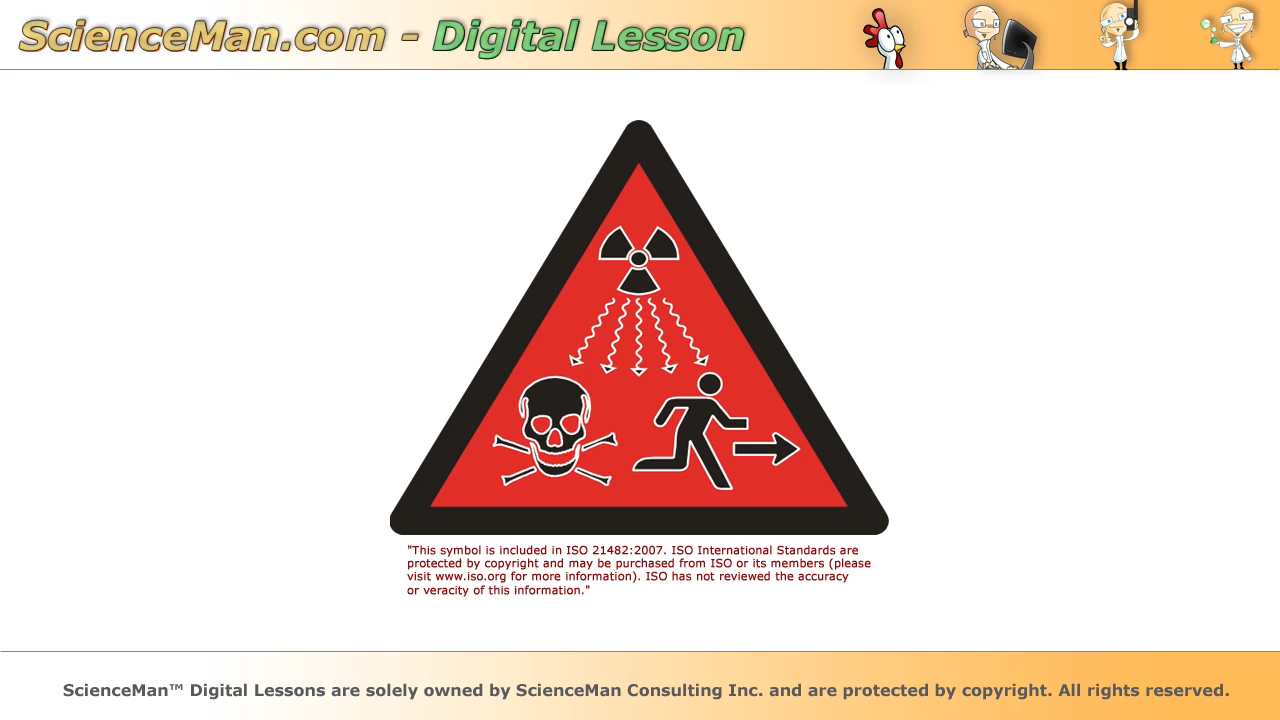 ScienceMan.com - Digital Lesson
"This symbol is included in ISO 21482:2007. ISO International Standards are
protected by copyright and may be purchased from ISO or its members (please
visit www.iso.org for more information). ISO has not reviewed the accuracy
or veracity of this information."
ScienceMan™ Digital Lessons are solely owned by ScienceMan Consulting Inc. and are protected by copyright. All rights reserved.